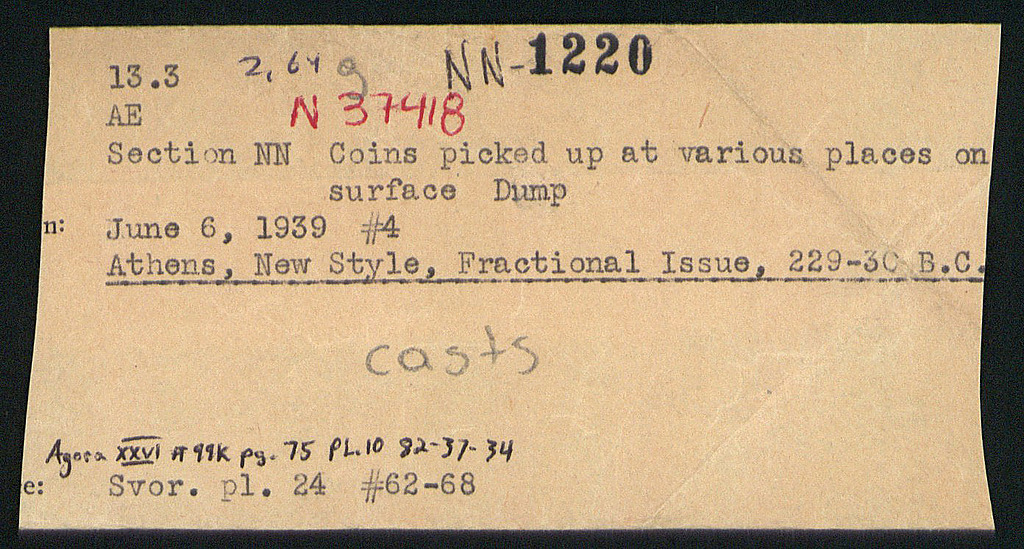 13.3 2,64 g NN-1220
AE N 37418
Section NN Coins picked up at various places on
surface Dump
n: June 6, 1939 #4
Athens, New Style, Fractional Issue, 229-30 B.C.
casts
Agora XXVI #99K pg. 75 PL.10 82-37-34
e: Svor. pl. 24 #62-68